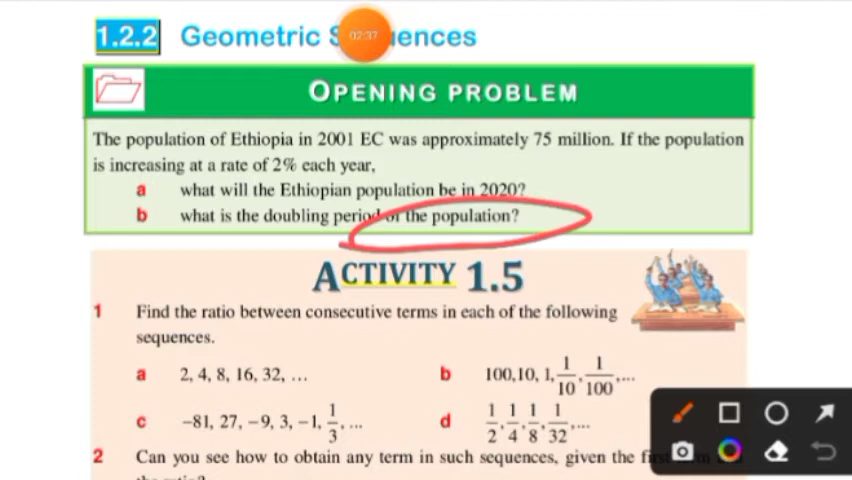 1.2.2 Geometric S 02:37 ences
OPENING PROBLEM
The population of Ethiopia in 2001 EC was approximately 75 million. If the population
is increasing at a rate of 2% each year,
a what will the Ethiopian population be in 2020?
b what is the doubling period of the population?
ACTIVITY 1.5
1 Find the ratio between consecutive terms in each of the following
sequences.
a 2, 4, 8, 16, 32, …
b 100,10, 1, 1/10, 1/100,...
c −81, 27, −9, 3, −1, 1/3, ...
d 1/2, 1/4, 1/8, 1/32,...
2 Can you see how to obtain any term in such sequences, given the